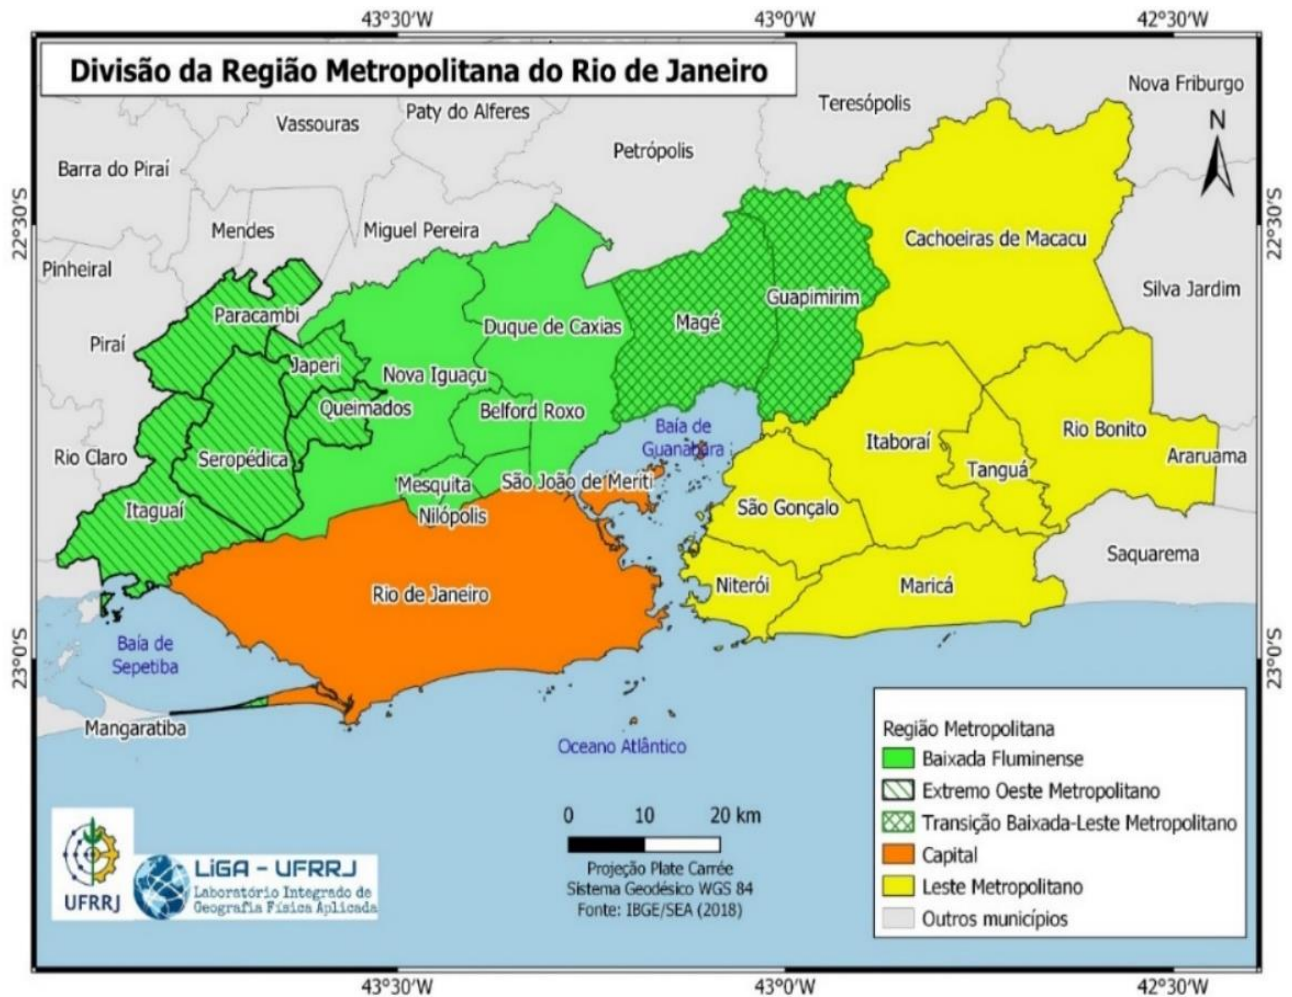 43°30'W 43°0'W 42°30'W
Divisão da Região Metropolitana do Rio de Janeiro
Nova Friburgo
Teresópolis
Paty do Alferes
Vassouras
N
Petrópolis
Barra do Piraí
22°30'S
22°30'S
Mendes
Miguel Pereira
Cachoeiras de Macacu
Pinheiral
Silva Jardim
Guapimirim
Paracambi
Magé
Duque de Caxias
Piraí
Japeri
Nova Iguaçu
Queimados
Belford Roxo
Baía de
Guanabara
Rio Bonito
Itaboraí
Araruama
Rio Claro
Seropédica
Tanguá
Mesquita
São João de Meriti
Itaguaí
São Gonçalo
Nilópolis
Saquarema
Rio de Janeiro
Niterói
Maricá
Baía de
Sepetiba
23°0'S
23°0'S
Mangaratiba
Oceano Atlântico
Região Metropolitana
Baixada Fluminense
Extremo Oeste Metropolitano
Transição Baixada-Leste Metropolitano
Capital
Leste Metropolitano
Outros municípios
0 10 20 km
Projeção Plate Carrée
Sistema Geodésico WGS 84
Fonte: IBGE/SEA (2018)
UFRRJ
LiGA - UFRRJ
Laboratório Integrado de
Geografia Física Aplicada
43°30'W 43°0'W 42°30'W